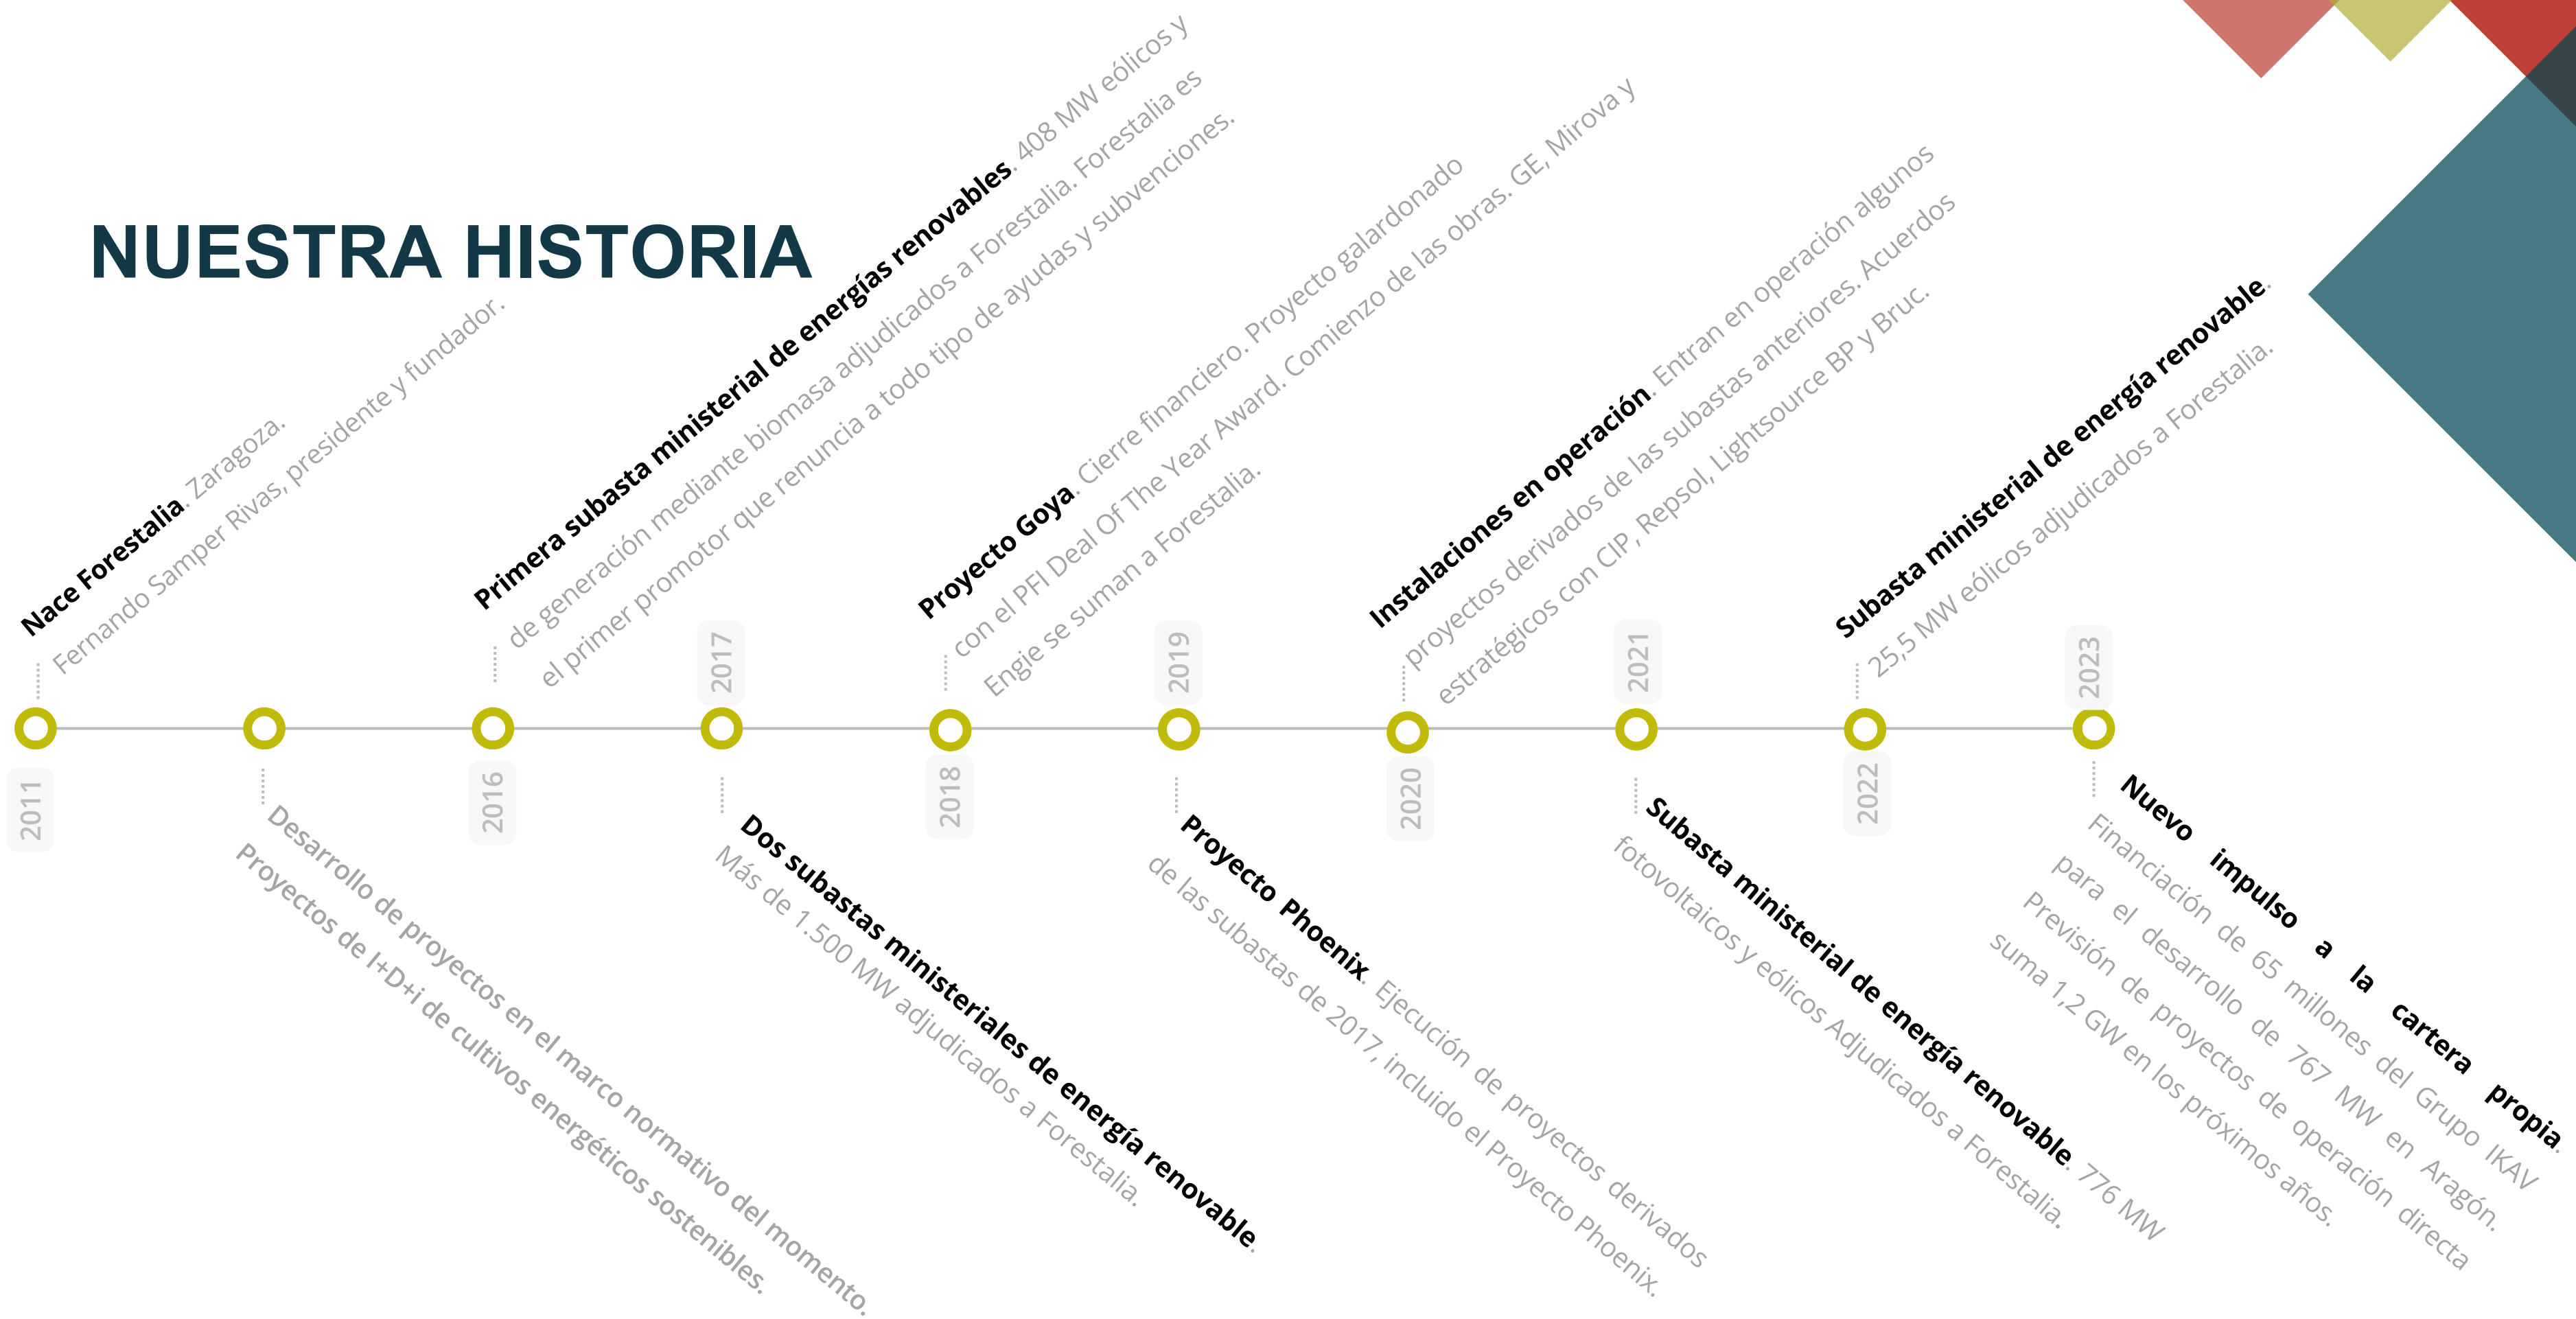 NUESTRA HISTORIA
2011
Nace Forestalia. Zaragoza.
Fernando Samper Rivas, presidente y fundador.
Desarrollo de proyectos en el marco normativo del momento.
Proyectos de I+D+i de cultivos energéticos sostenibles.
2016
Primera subasta ministerial de energías renovables. 408 MW eólicos y
de generación mediante biomasa adjudicados a Forestalia. Forestalia es
el primer promotor que renuncia a todo tipo de ayudas y subvenciones.
2017
Dos subastas ministeriales de energía renovable.
Más de 1.500 MW adjudicados a Forestalia.
2018
Proyecto Goya. Cierre financiero. Proyecto galardonado
con el PFI Deal Of The Year Award. Comienzo de las obras. GE, Mirova y
Engie se suman a Forestalia.
2019
Proyecto Phoenix. Ejecución de proyectos derivados
de las subastas de 2017, incluido el Proyecto Phoenix.
2020
Instalaciones en operación. Entran en operación algunos
proyectos derivados de las subastas anteriores. Acuerdos
estratégicos con CIP, Repsol, Lightsource BP y Bruc.
2021
Subasta ministerial de energía renovable. 776 MW
fotovoltaicos y eólicos Adjudicados a Forestalia.
2022
Subasta ministerial de energía renovable.
25,5 MW eólicos adjudicados a Forestalia.
2023
Nuevo impulso a la cartera propia.
Financiación de 65 millones del Grupo IKAV
para el desarrollo de 767 MW en Aragón.
Previsión de proyectos de operación directa
suma 1,2 GW en los próximos años.